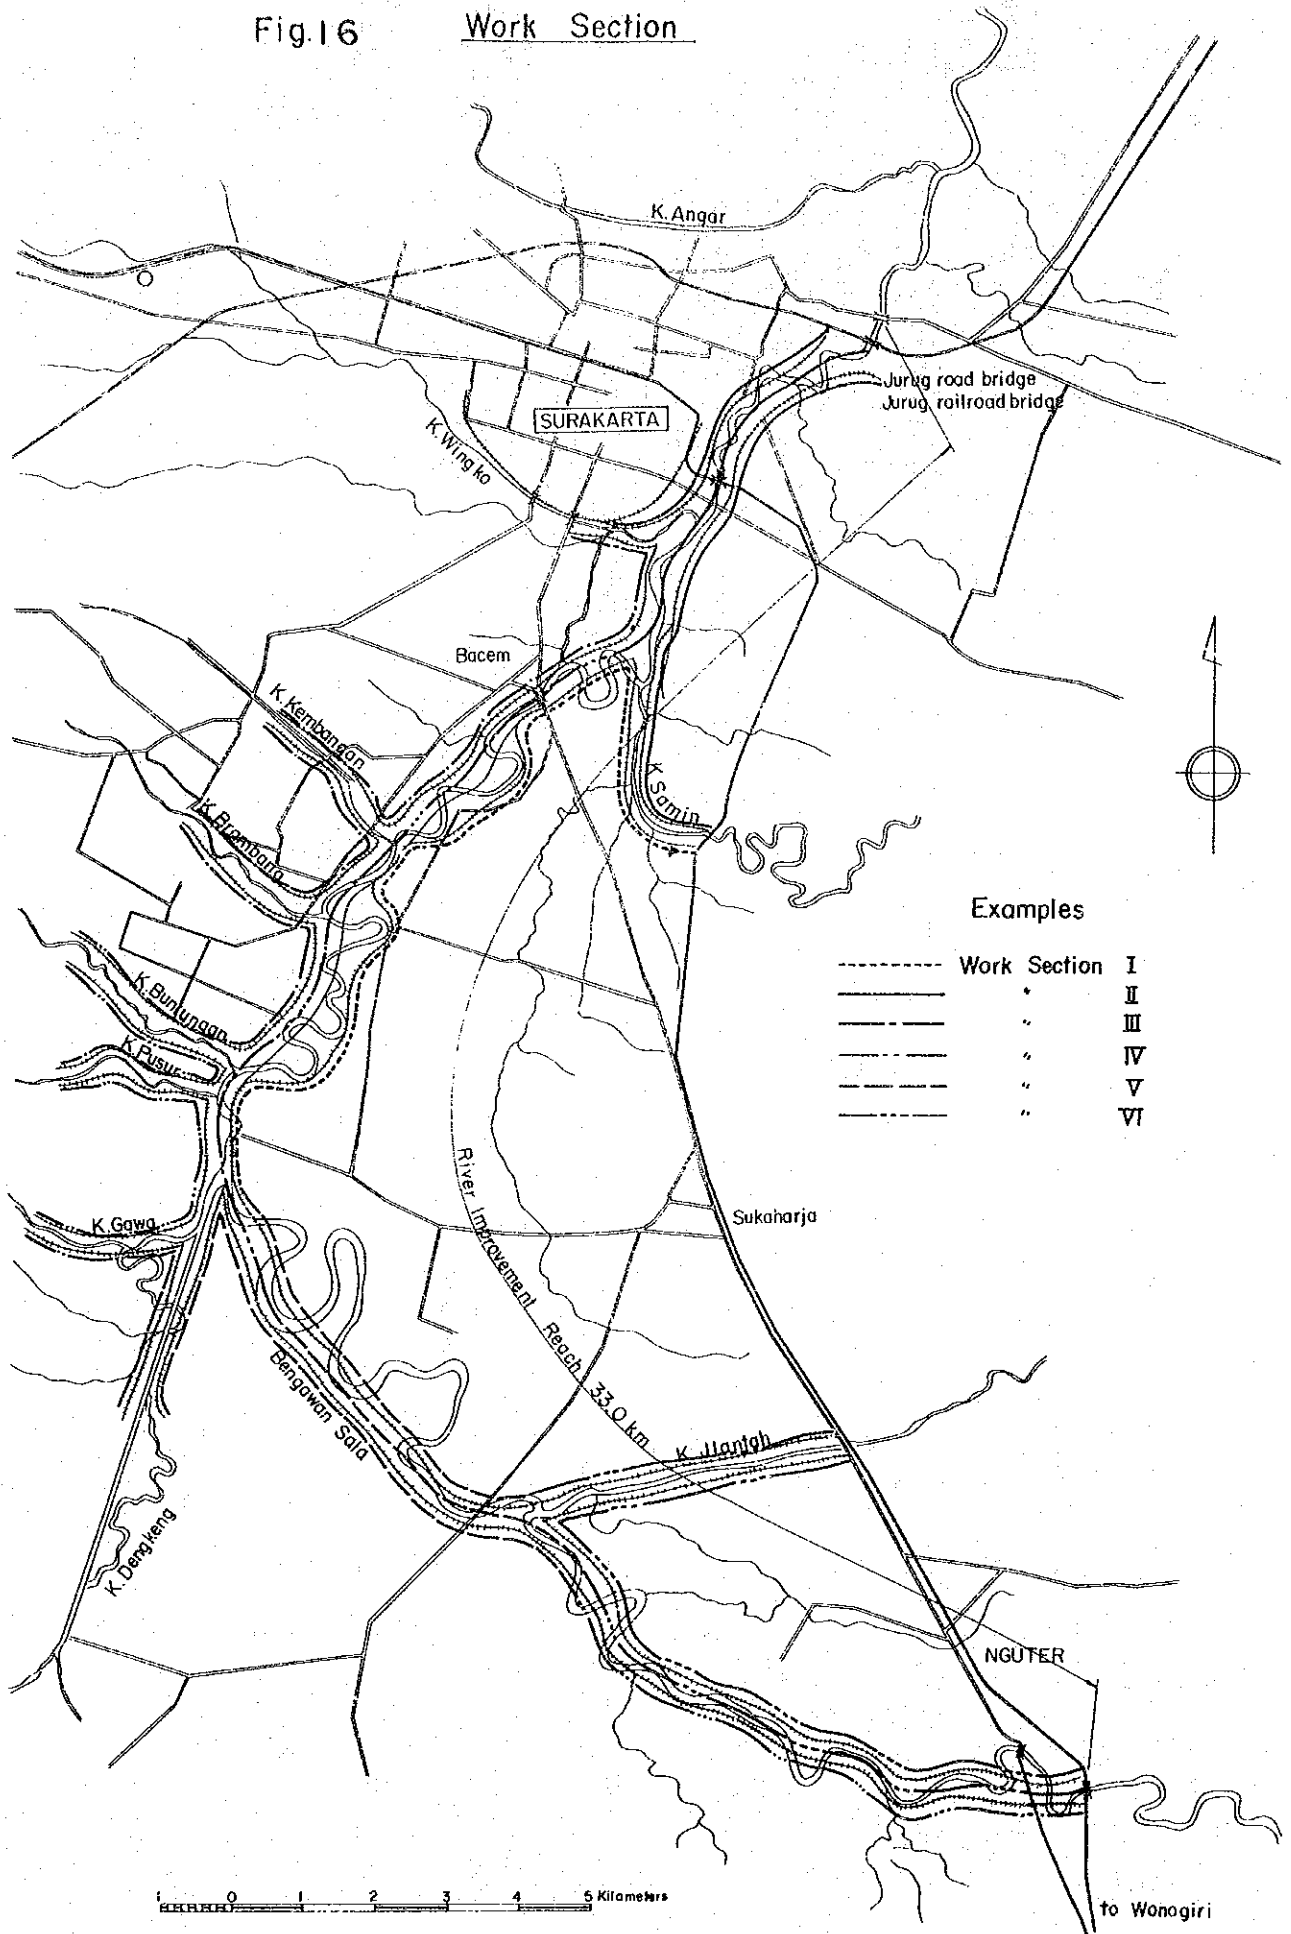 Fig.16 Work Section
K. Angar
Jurug road bridge
Jurug railroad bridge
SURAKARTA
K. Wingko
Bacem
K. Kembangan
K. Samin
K. Brambang
Examples
Work Section I
" II
" III
" IV
" V
" VI
K. Buntungan
K. Pusur
River Improvement Reach 33.0 km
K. Gawa
Sukaharja
Bengawan Sala
K. Jlantah
K. Dengkeng
NGUTER
1 0 1 2 3 4 5 Kilometers
to Wonogiri